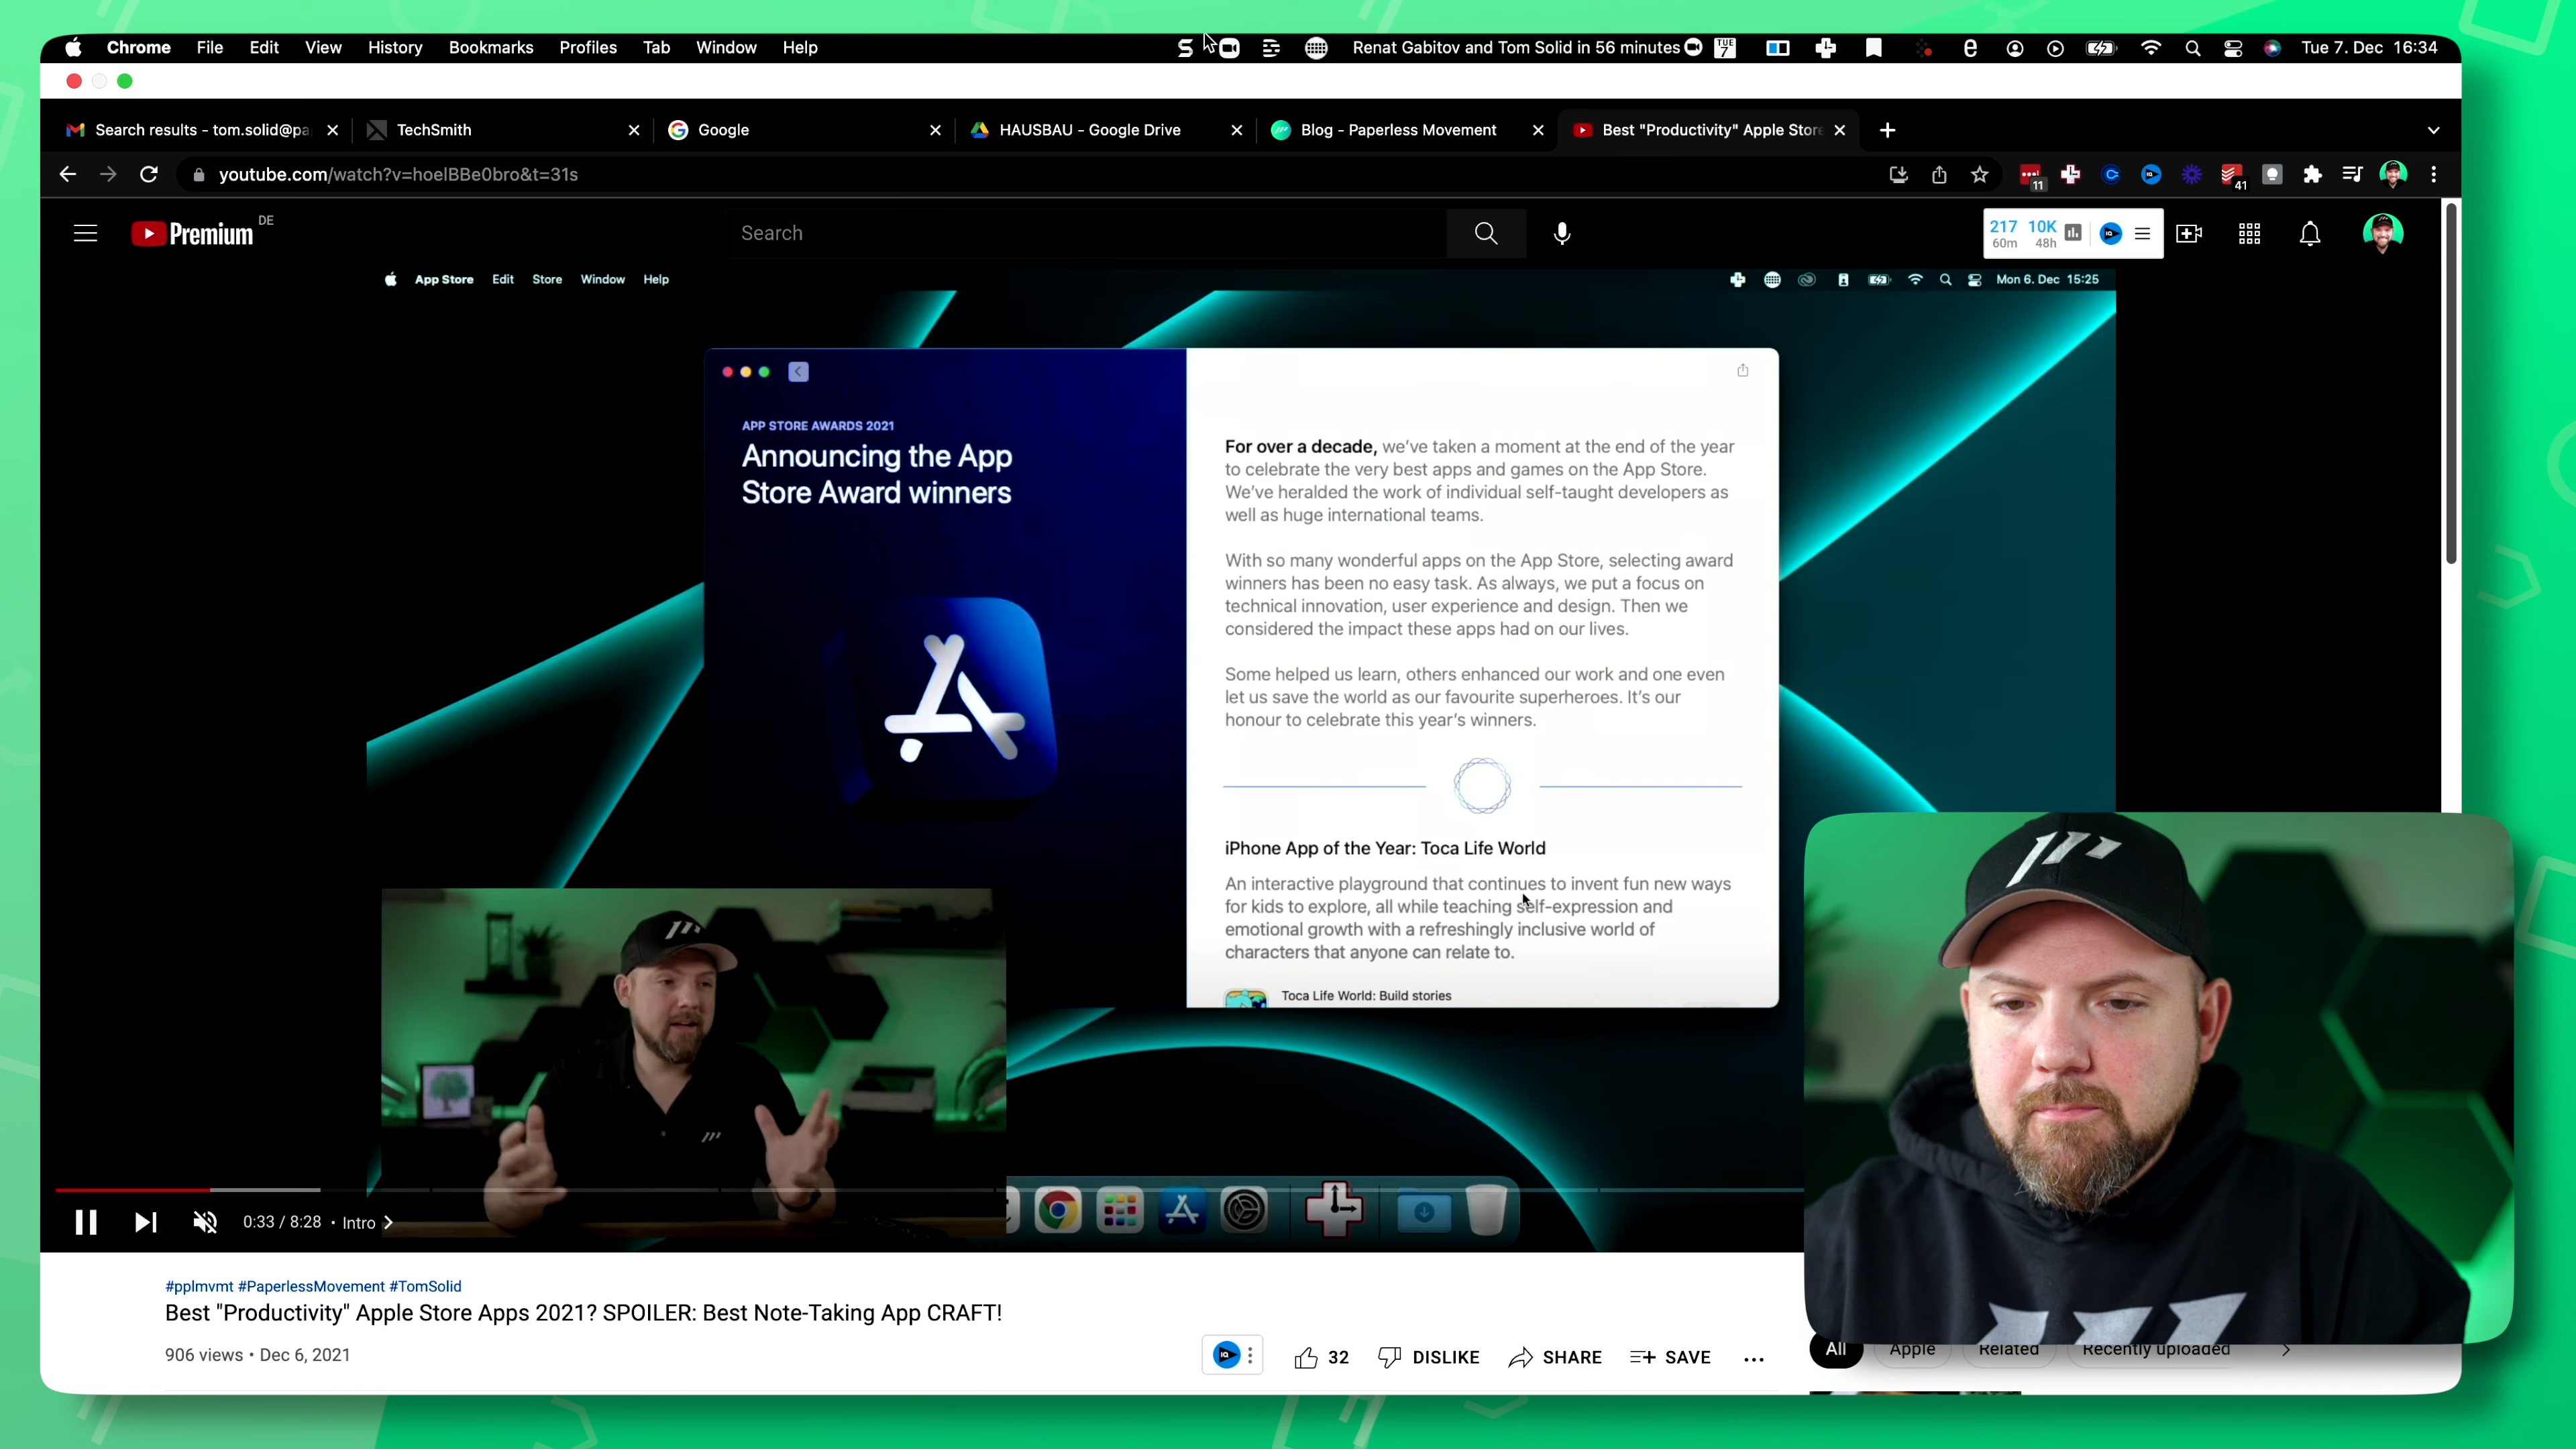 Chrome File Edit View History Bookmarks Profiles Tab Window Help
Renat Gabitov and Tom Solid in 56 minutes TUE 7 Tue 7. Dec 16:34
Search results - tom.solid@pa
TechSmith
Google
HAUSBAU - Google Drive
Blog - Paperless Movement
Best "Productivity" Apple Store
youtube.com/watch?v=hoelBBe0bro&t=31s
11
41
Premium DE
Search
217 10K
60m 48h
App Store Edit Store Window Help
Mon 6. Dec 15:25
APP STORE AWARDS 2021
Announcing the App
Store Award winners
For over a decade, we've taken a moment at the end of the year
to celebrate the very best apps and games on the App Store.
We've heralded the work of individual self-taught developers as
well as huge international teams.
With so many wonderful apps on the App Store, selecting award
winners has been no easy task. As always, we put a focus on
technical innovation, user experience and design. Then we
considered the impact these apps had on our lives.
Some helped us learn, others enhanced our work and one even
let us save the world as our favourite superheroes. It's our
honour to celebrate this year's winners.
iPhone App of the Year: Toca Life World
An interactive playground that continues to invent fun new ways
for kids to explore, all while teaching self-expression and
emotional growth with a refreshingly inclusive world of
characters that anyone can relate to.
Toca Life World: Build stories
0:33 / 8:28 • Intro
#pplmvmt #PaperlessMovement #TomSolid
Best "Productivity" Apple Store Apps 2021? SPOILER: Best Note-Taking App CRAFT!
906 views • Dec 6, 2021
32 DISLIKE SHARE SAVE
All Apple Related Recently uploaded